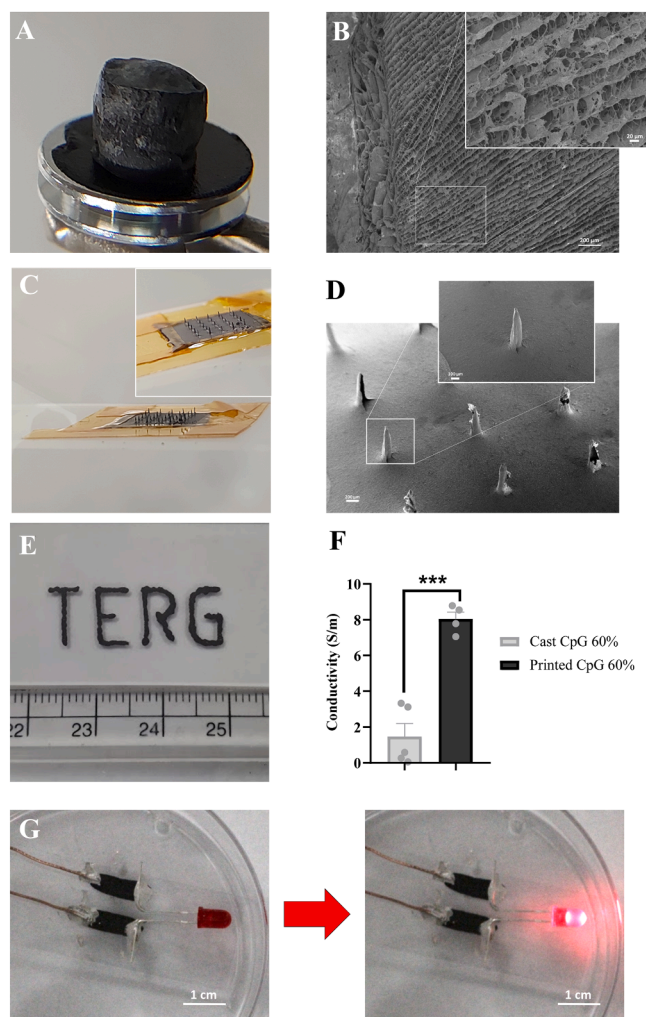 A
B
20 µm
200 µm
C
D
100 µm
200 µm
E
TERG
22 23 24 25
F
***
Conductivity (S/m)
10
8
6
4
2
0
Cast CpG 60%
Printed CpG 60%
G
1 cm
1 cm